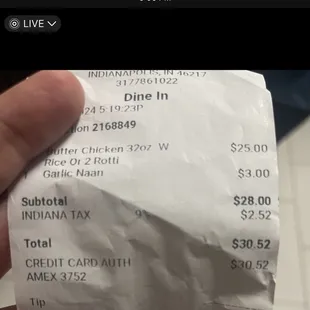 LIVE
INDIANAPOLIS, IN 46217
3177861022
Dine In
24 5:19:23P
2168849
Butter Chicken 32oz W $25.00
Rice Or 2 Rotti
Garlic Naan $3.00
Subtotal $28.00
INDIANA TAX 9% $2.52
Total $30.52
CREDIT CARD AUTH $30.52
AMEX 3752
Tip